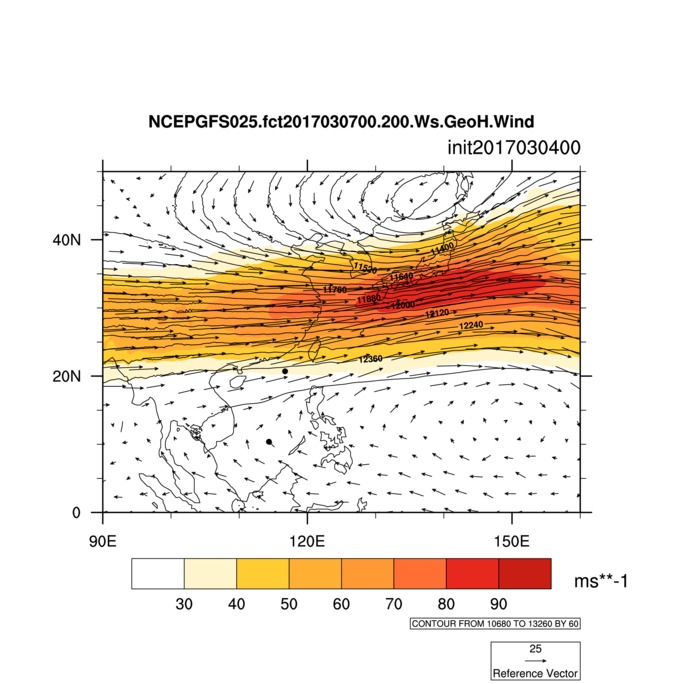 NCEPGFS025.fct2017030700.200.Ws.GeoH.Wind
init2017030400
40N
11400
11520
11640
11760
11880
12000
12120
12240
12360
20N
0
90E 120E 150E
30 40 50 60 70 80 90
ms**-1
CONTOUR FROM 10680 TO 13260 BY 60
25
Reference Vector